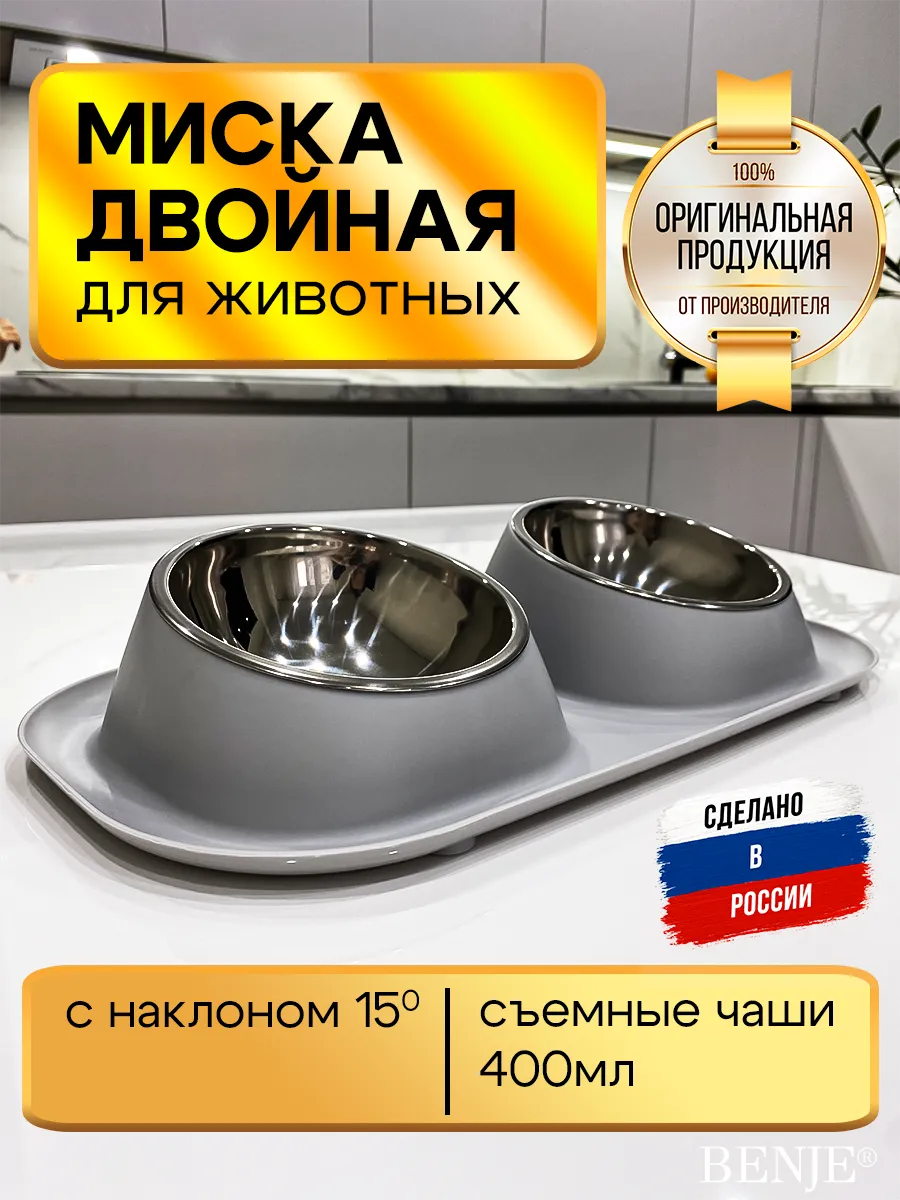 МИСКА
ДВОЙНАЯ
для животных
100%
ОРИГИНАЛЬНАЯ
ПРОДУКЦИЯ
ОТ ПРОИЗВОДИТЕЛЯ
СДЕЛАНО
В
РОССИИ
с наклоном 15⁰
съемные чаши
400мл
BENJE®